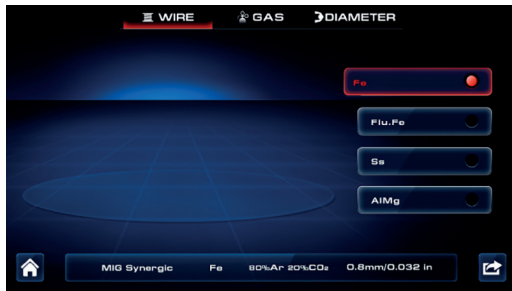 WIRE GAS DIAMETER
Fe
Flu.Fe
Ss
AlMg
MIG Synergic Fe 80%Ar 20%CO₂ 0.8mm/0.032 in